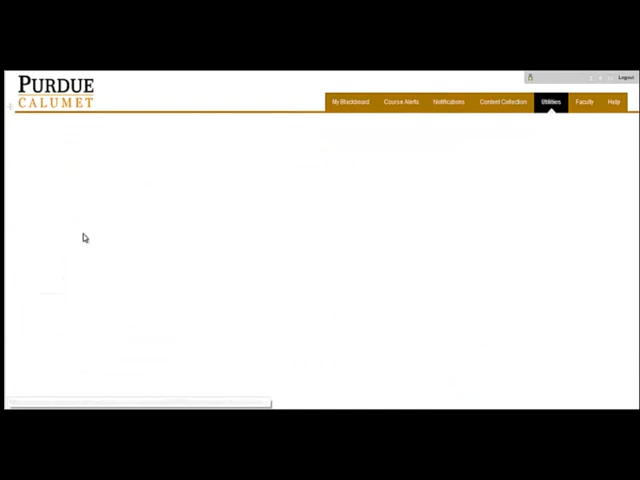 PURDUE
CALUMET
Logout
My Blackboard Course Alerts Notifications Content Collection Utilities Faculty Help